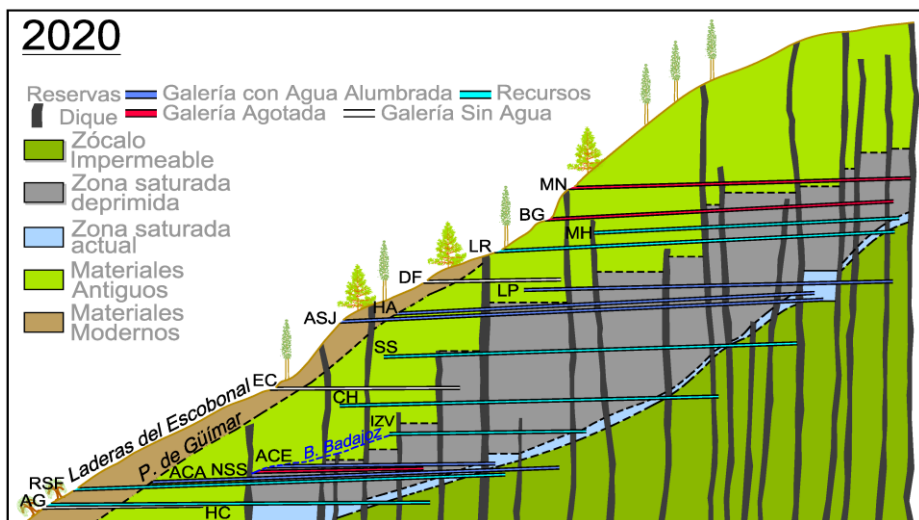 2020
Reservas Galería con Agua Alumbrada Recursos
Dique Galería Agotada Galería Sin Agua
Zócalo
Impermeable
Zona saturada
deprimida
Zona saturada
actual
Materiales
Antiguos
Materiales
Modernos
MN
BG
MH
LR
DF
LP
HA
ASJ
SS
EC
CH
IZV
Laderas del Escobonal
P. de Güímar
B. Badajoz
ACE
NSS
ACA
RSF
AG
HC